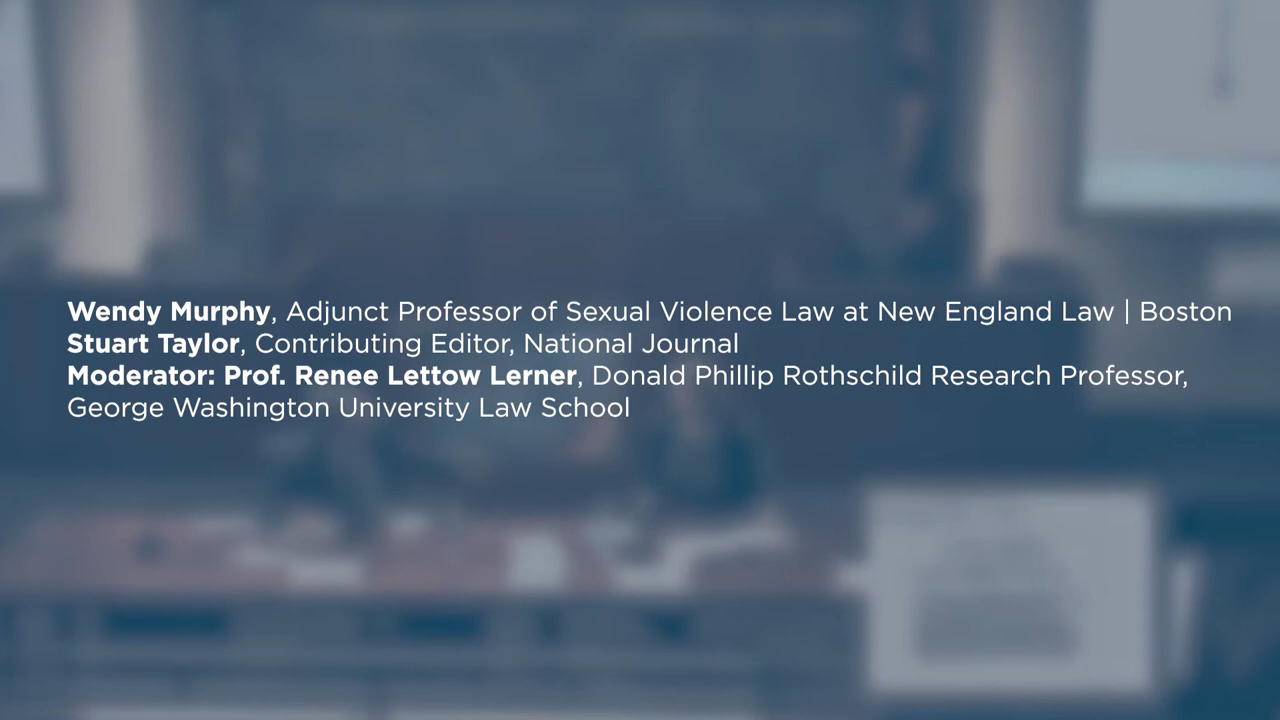 Wendy Murphy, Adjunct Professor of Sexual Violence Law at New England Law | Boston
Stuart Taylor, Contributing Editor, National Journal
Moderator: Prof. Renee Lettow Lerner, Donald Phillip Rothschild Research Professor,
George Washington University Law School